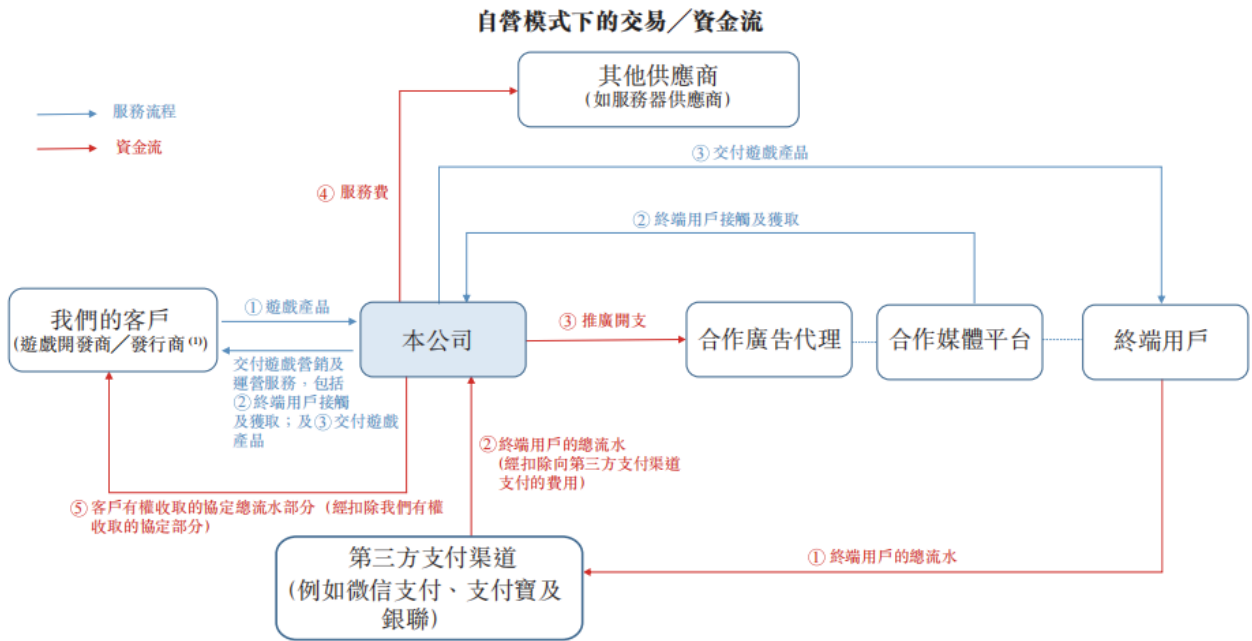 自營模式下的交易／資金流
其他供應商
(如服務器供應商)
服務流程
資金流
③ 交付遊戲產品
④ 服務費
② 終端用戶接觸及獲取
我們的客戶
(遊戲開發商／發行商⁽¹⁾)
① 遊戲產品
本公司
③ 推廣開支
合作廣告代理
合作媒體平台
終端用戶
交付遊戲營銷及
運營服務，包括
②終端用戶接觸
及獲取；及③交付遊戲
產品
② 終端用戶的總流水
(經扣除向第三方支付渠道
支付的費用)
⑤ 客戶有權收取的協定總流水部分 (經扣除我們有權
收取的協定部分)
第三方支付渠道
(例如微信支付、支付寶及
銀聯)
① 終端用戶的總流水